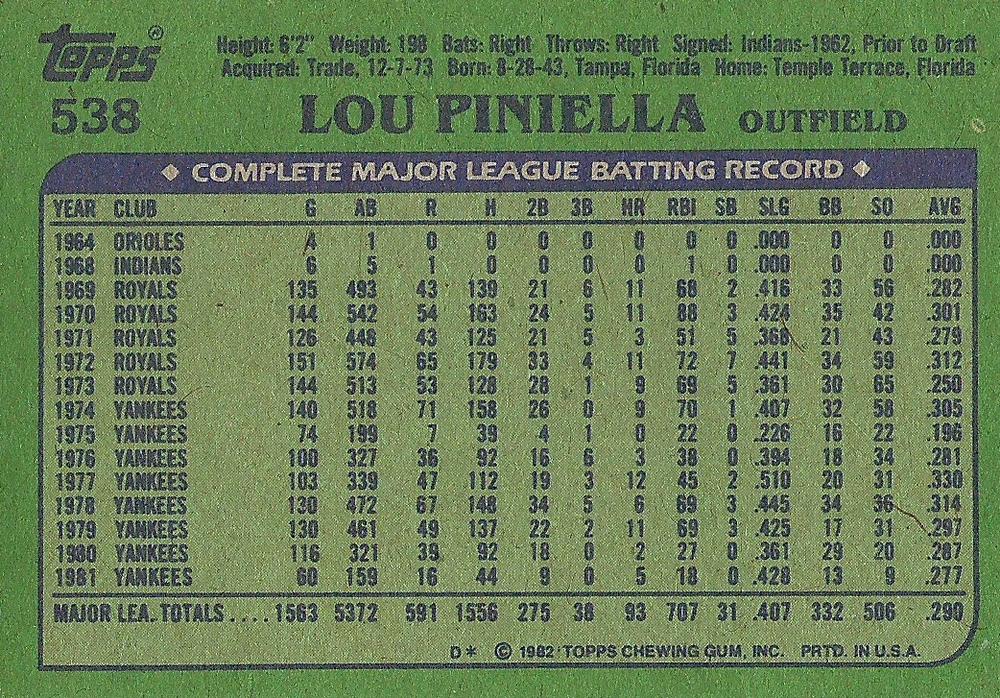 TOPPS®
Height: 6'2" Weight: 198 Bats: Right Throws: Right Signed: Indians-1962, Prior to Draft
Acquired: Trade, 12-7-73 Born: 8-28-43, Tampa, Florida Home: Temple Terrace, Florida
538 LOU PINIELLA OUTFIELD
COMPLETE MAJOR LEAGUE BATTING RECORD
YEAR CLUB G AB R H 2B 3B HR RBI SB SLG BB SO AVG
1964 ORIOLES 4 1 0 0 0 0 0 0 0 .000 0 0 .000
1968 INDIANS 6 5 1 0 0 0 0 1 0 .000 0 0 .000
1969 ROYALS 135 493 43 139 21 6 11 68 2 .416 33 56 .282
1970 ROYALS 144 542 54 163 24 5 11 88 3 .424 35 42 .301
1971 ROYALS 126 448 43 125 21 5 3 51 5 .368 21 43 .279
1972 ROYALS 151 574 65 179 33 4 11 72 7 .441 34 59 .312
1973 ROYALS 144 513 53 128 28 1 9 69 5 .361 30 65 .250
1974 YANKEES 140 518 71 158 26 0 9 70 1 .407 32 58 .305
1975 YANKEES 74 199 7 39 4 1 0 22 0 .226 16 22 .196
1976 YANKEES 100 327 36 92 16 6 3 38 0 .394 18 34 .281
1977 YANKEES 103 339 47 112 19 3 12 45 2 .510 20 31 .330
1978 YANKEES 130 472 67 148 34 5 6 69 3 .445 34 36 .314
1979 YANKEES 130 461 49 137 22 2 11 69 3 .425 17 31 .297
1980 YANKEES 116 321 39 92 18 0 2 27 0 .361 29 20 .287
1981 YANKEES 60 159 16 44 9 0 5 18 0 .428 13 9 .277
MAJOR LEA. TOTALS.... 1563 5372 591 1556 275 38 93 707 31 .407 332 506 .290
D* © 1982 TOPPS CHEWING GUM, INC. PRTD. IN U.S.A.